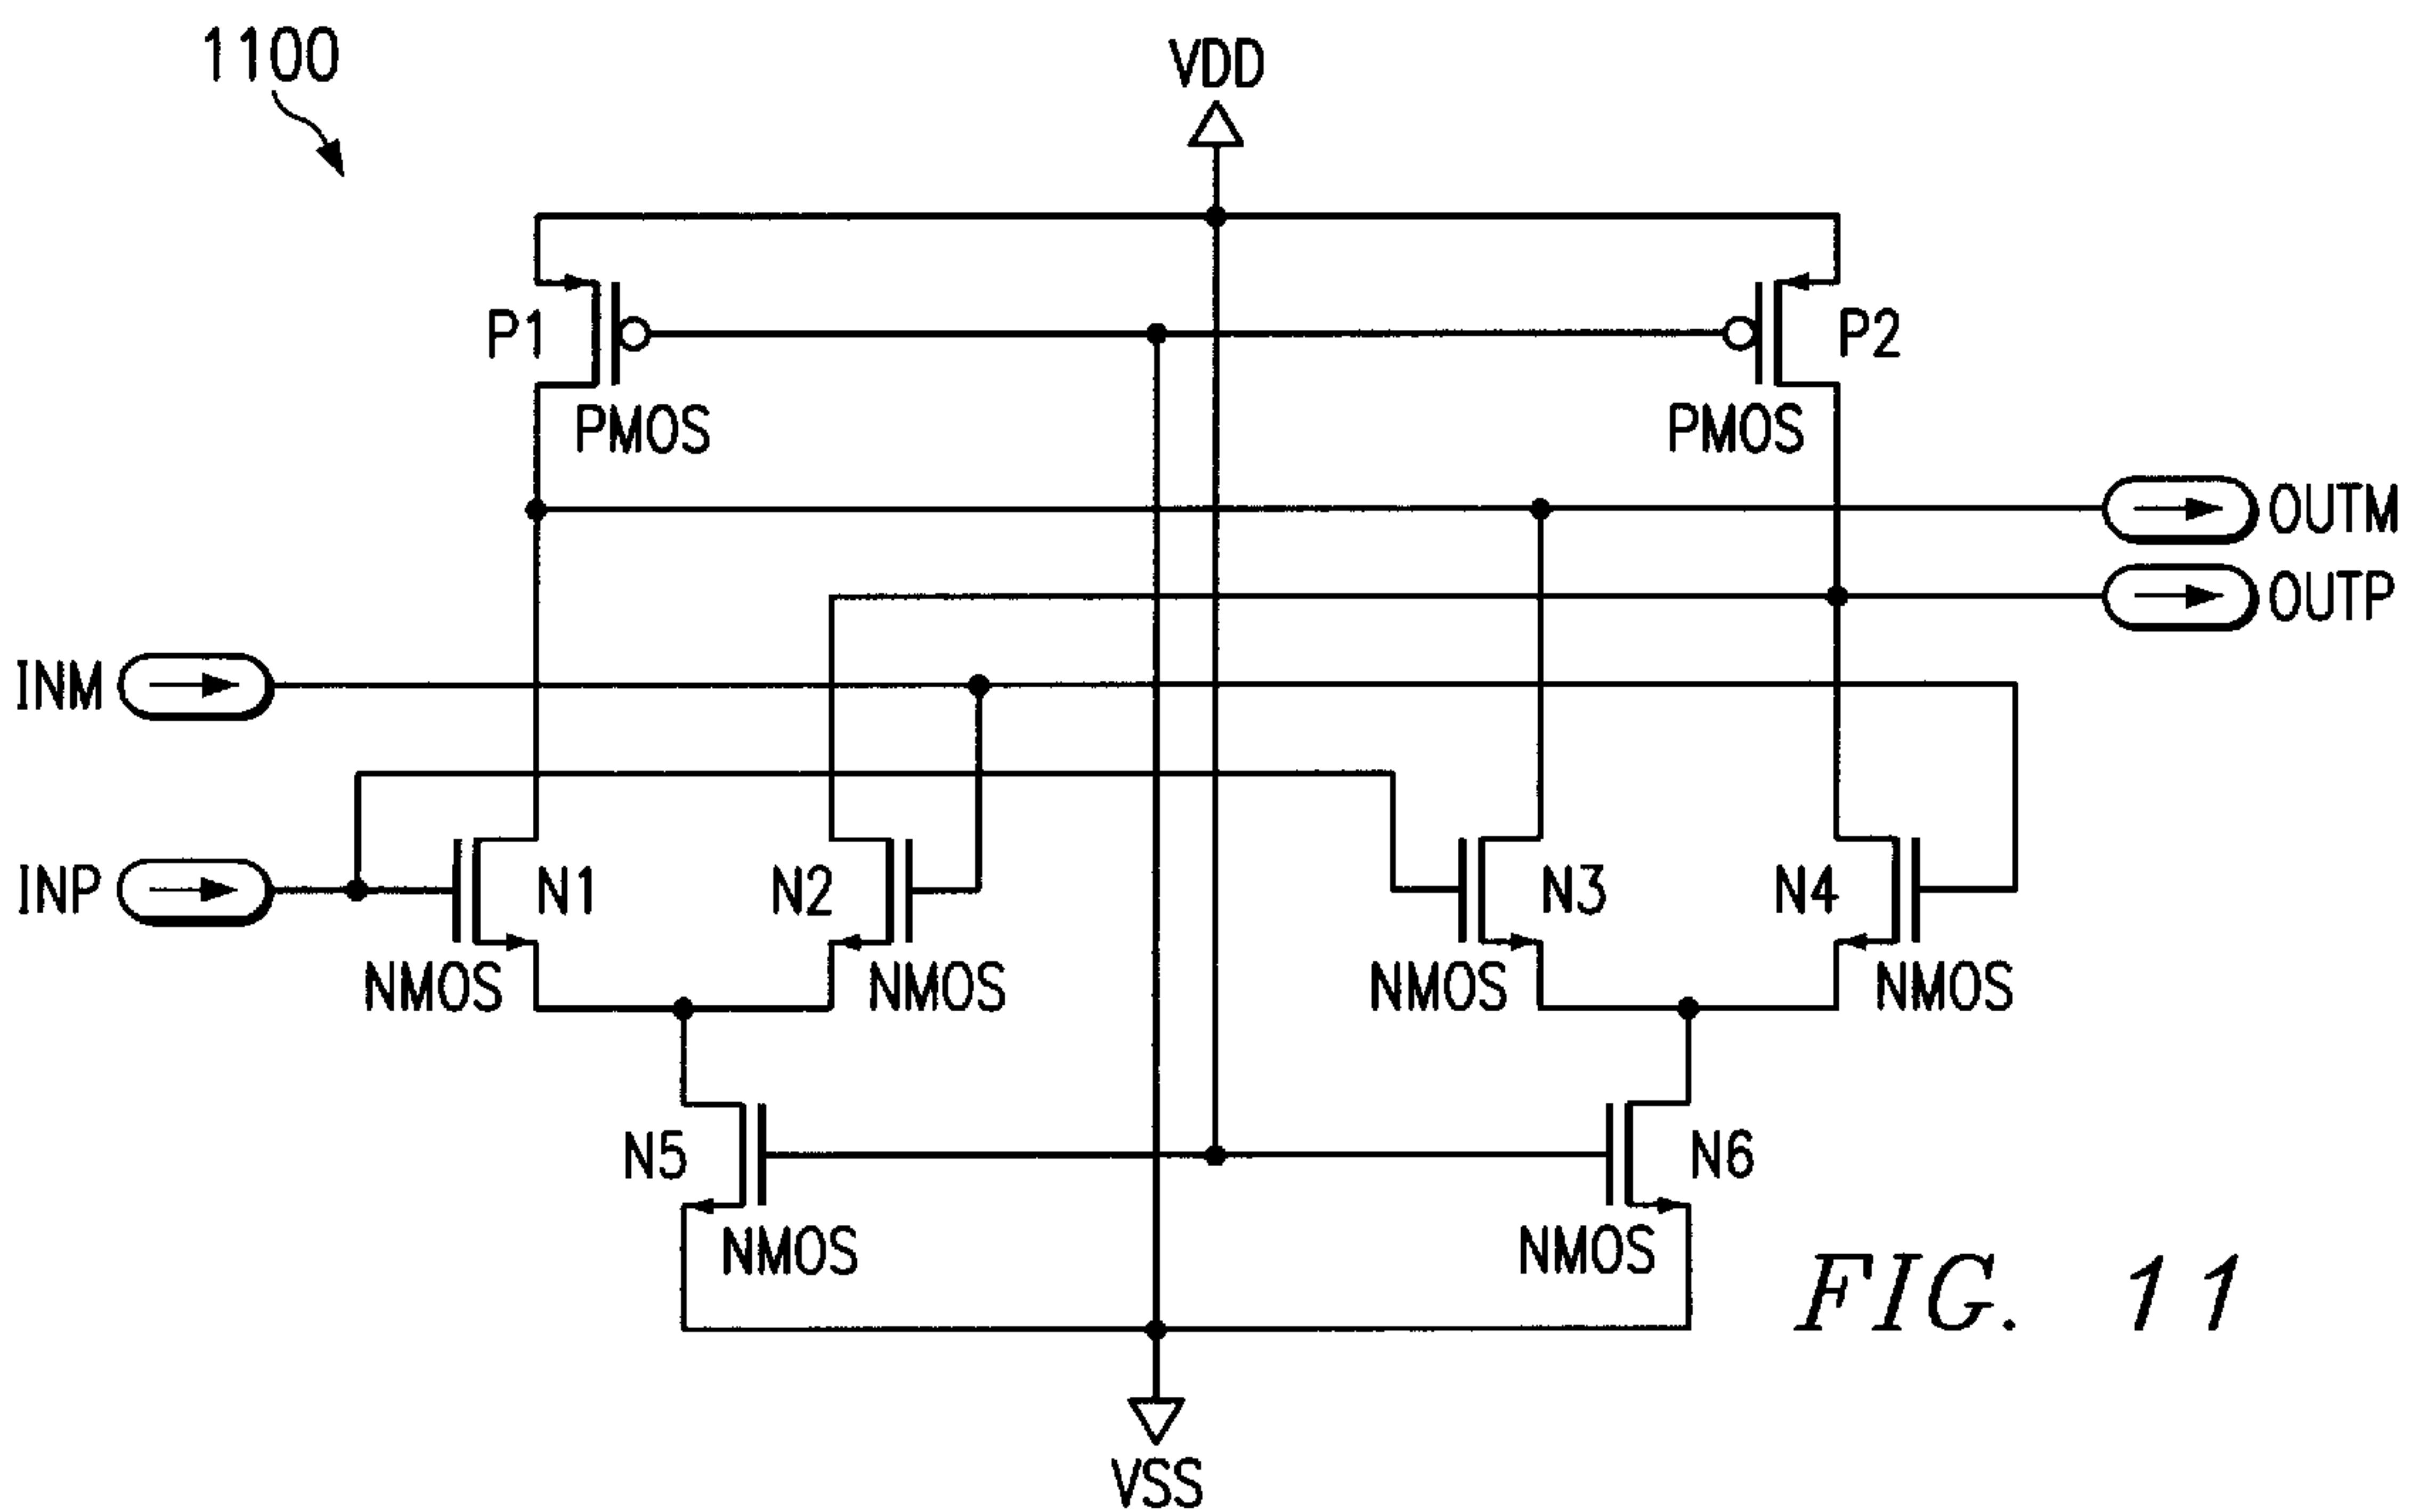 1100
VDD
P1
P2
PMOS
PMOS
OUTM
OUTP
INM
INP
N1
N2
N3
N4
NMOS
NMOS
NMOS
NMOS
N5
N6
NMOS
NMOS
FIG. 11
VSS